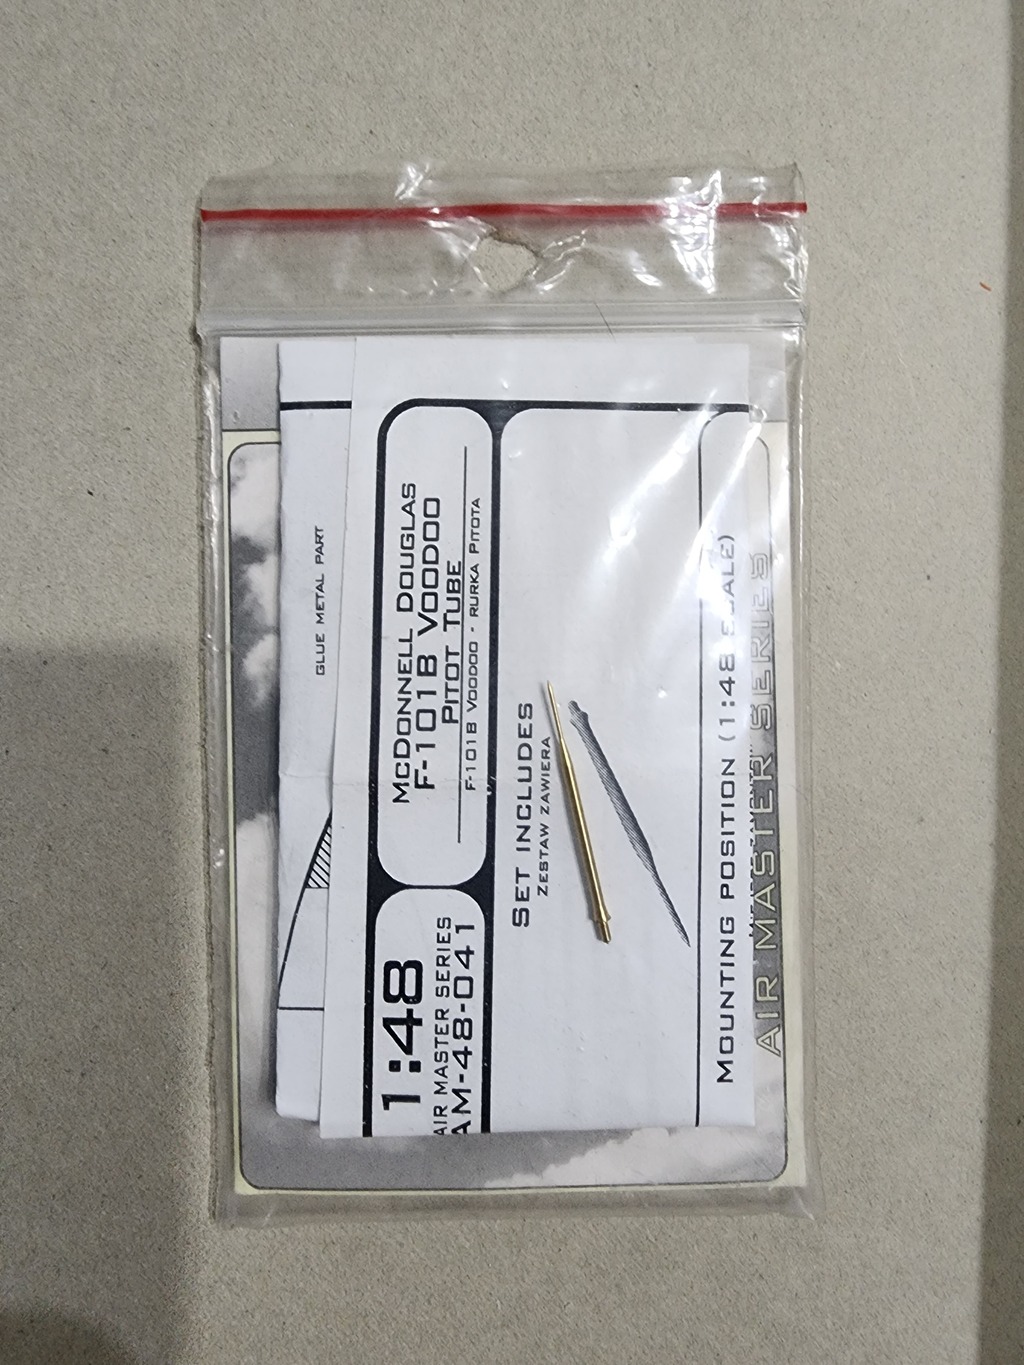 GLUE METAL PART
McDONNELL DOUGLAS
F-101B VOODOO
PITOT TUBE
F-101B VOODOO - RURKA PITOTA
1:48
AIR MASTER SERIES
AM-48-041
SET INCLUDES
ZESTAW ZAWIERA
MOUNTING POSITION (1:48 SCALE)
AIR MASTER SERIES